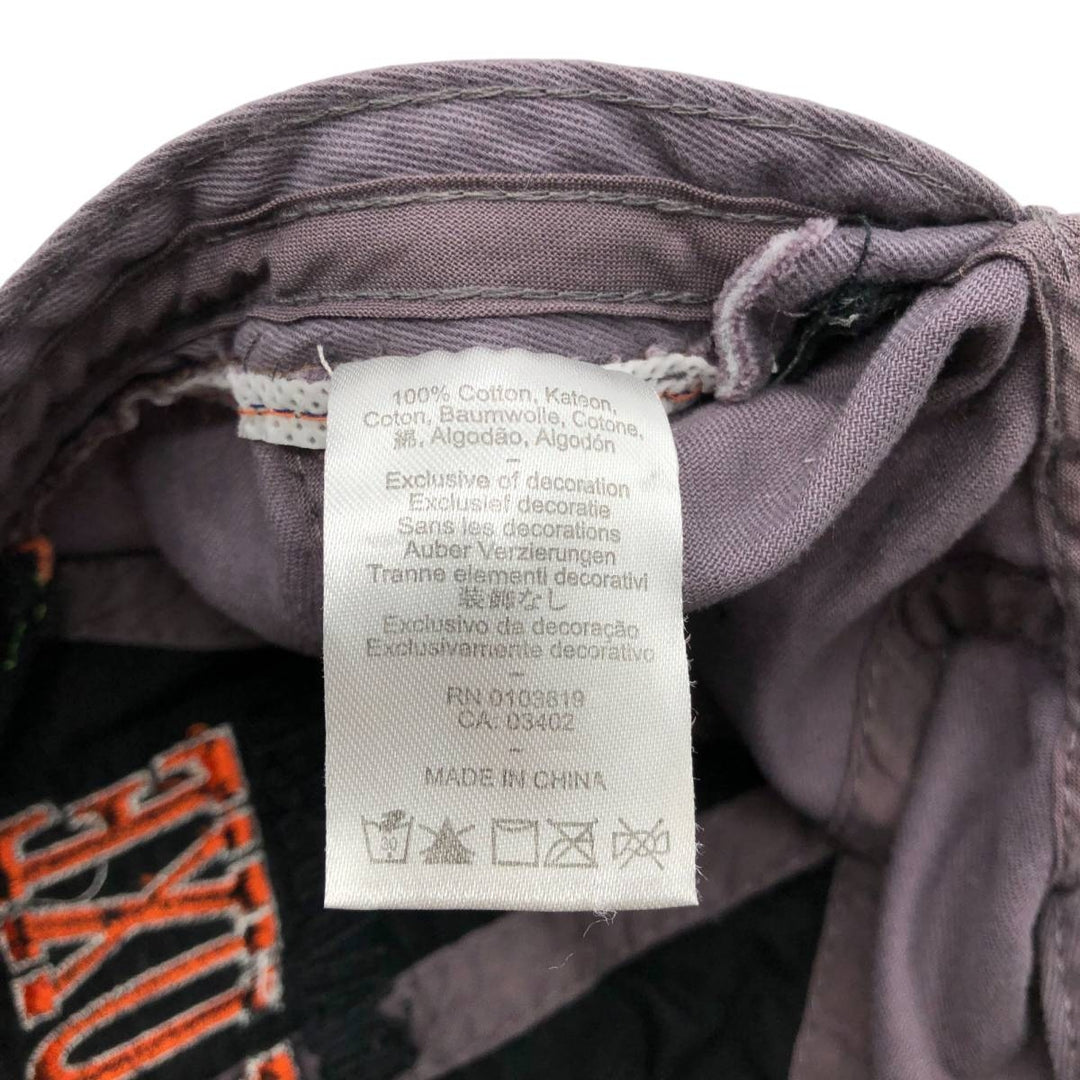 100% Cotton, Katoen,
Coton, Baumwolle, Cotone,
綿, Algodão, Algodón
-
Exclusive of decoration
Exclusief decoratie
Sans les decorations
Auber Verzierungen
Tranne elementi decorativi
装飾なし
Exclusivo da decoração
Exclusivamente decorativo
-
RN 0103819
CA: 03402
-
MADE IN CHINA
30